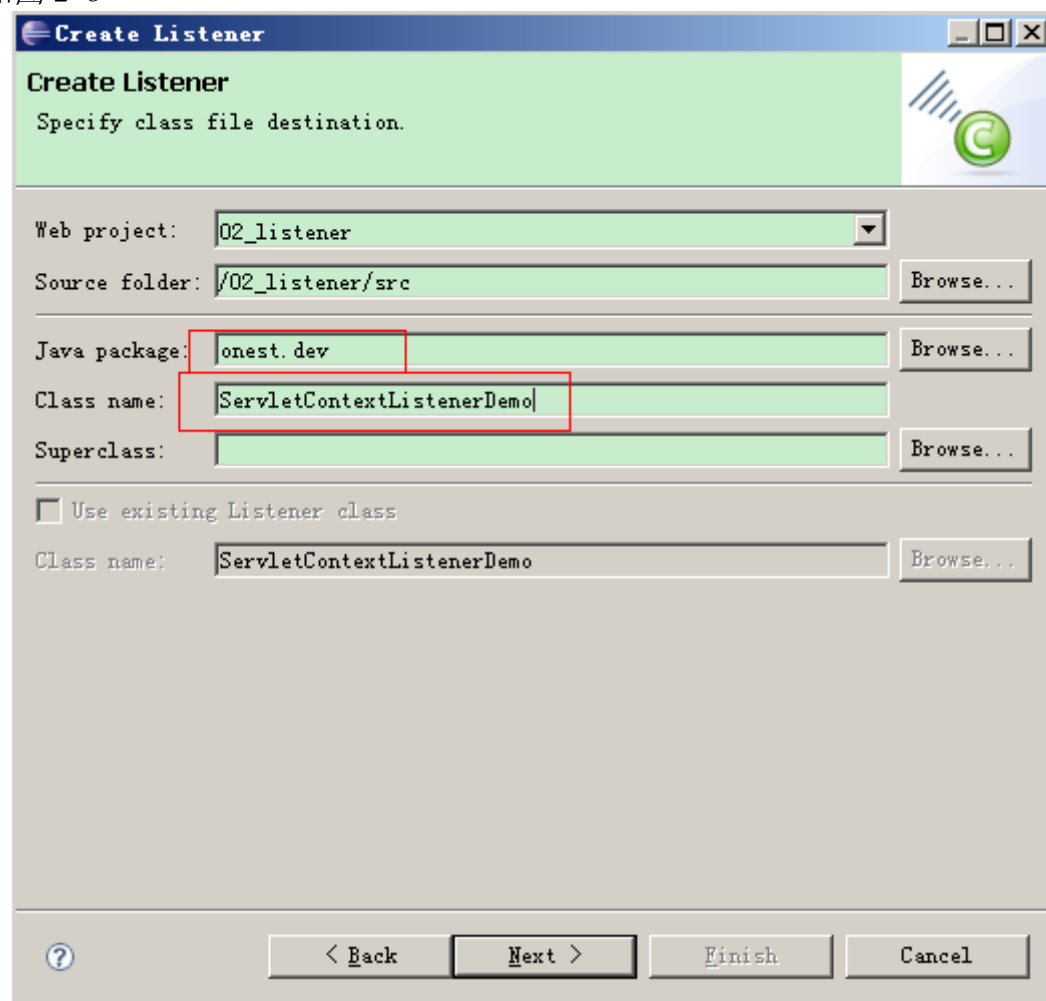 Create Listener
Create Listener
Specify class file destination.
C
Web project: 02_listener
Source folder: /02_listener/src Browse...
Java package: onest.dev Browse...
Class name: ServletContextListenerDemo
Superclass: Browse...
Use existing Listener class
Class name: ServletContextListenerDemo Browse...
? < Back Next > Finish Cancel